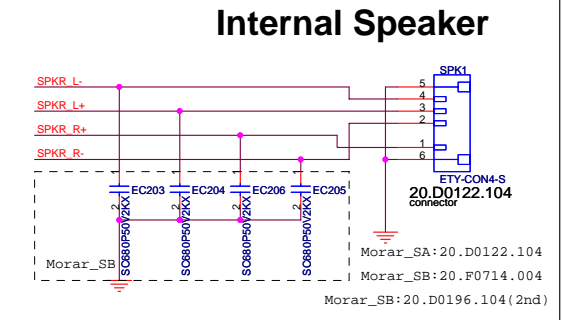 Internal Speaker
SPK1
SPKR_L-
5
4
SPKR_L+
3
2
SPKR_R+
1
SPKR_R-
6
ETY-CON4-S
20.D0122.104
connector
1
EC203
1
EC204
1
EC206
1
EC205
2
SC680P50V2KX
2
SC680P50V2KX
2
SC680P50V2KX
2
SC680P50V2KX
Morar_SB
Morar_SA:20.D0122.104
Morar_SB:20.F0714.004
Morar_SB:20.D0196.104(2nd)